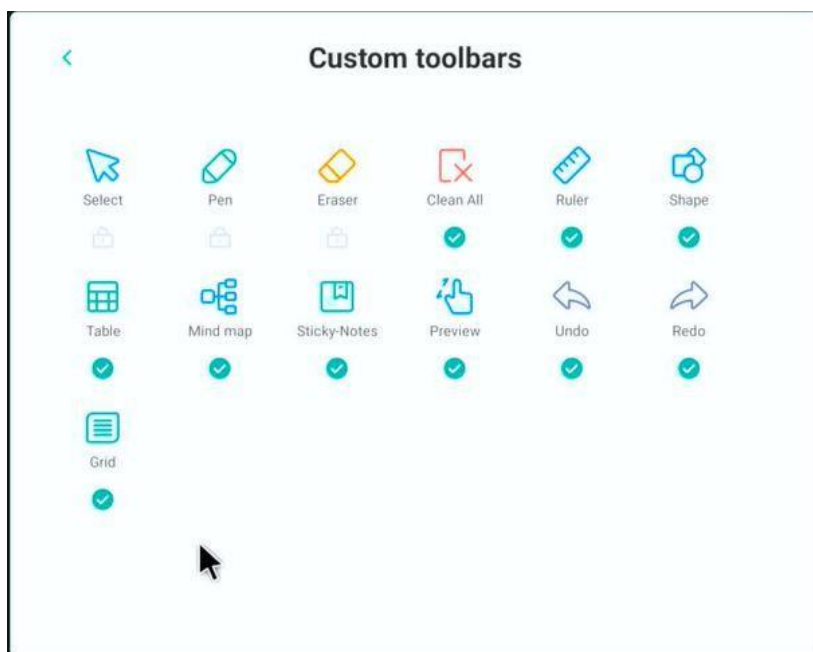 Custom toolbars
Select Pen Eraser Clean All Ruler Shape
Table Mind map Sticky-Notes Preview Undo Redo
Grid